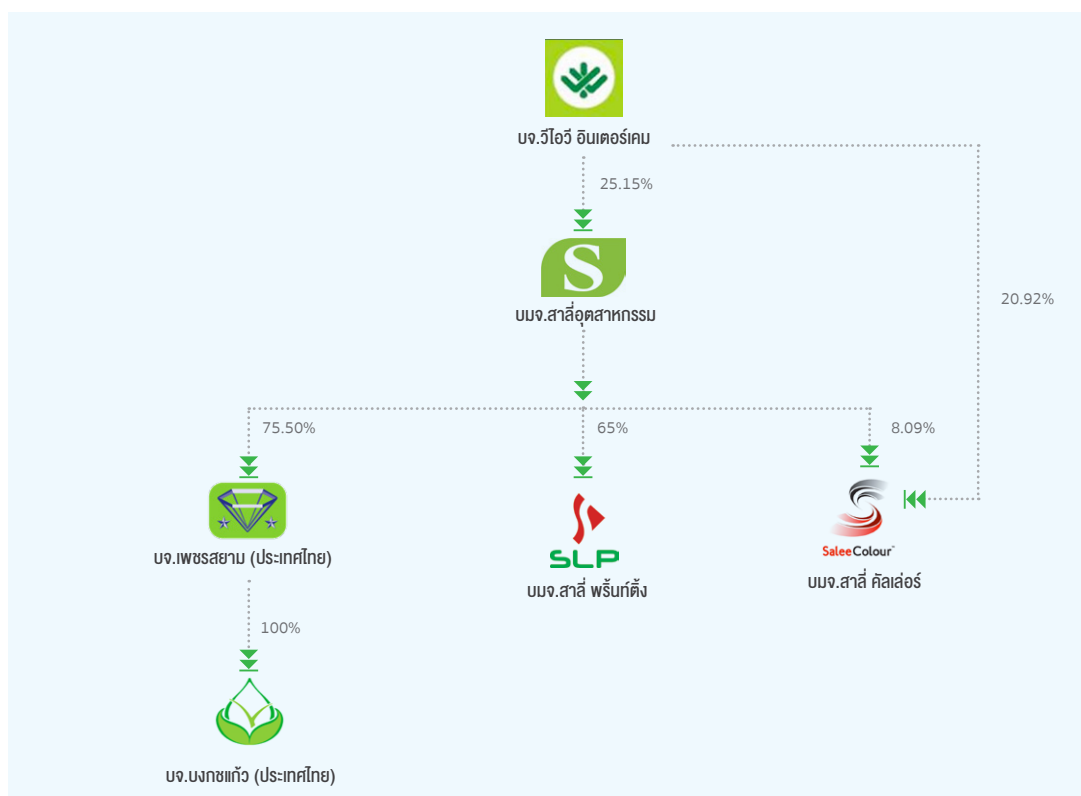 บจ.วีไอวี อินเตอร์เคม
25.15%
S
20.92%
บมจ.สาลี่อุตสาหกรรม
75.50%
65%
8.09%
SLP
SaleeColour
บจ.เพชรสยาม (ประเทศไทย)
บมจ.สาลี่ พริ้นท์ติ้ง
บมจ.สาลี่ คัลเล่อร์
100%
บจ.บงกชแก้ว (ประเทศไทย)